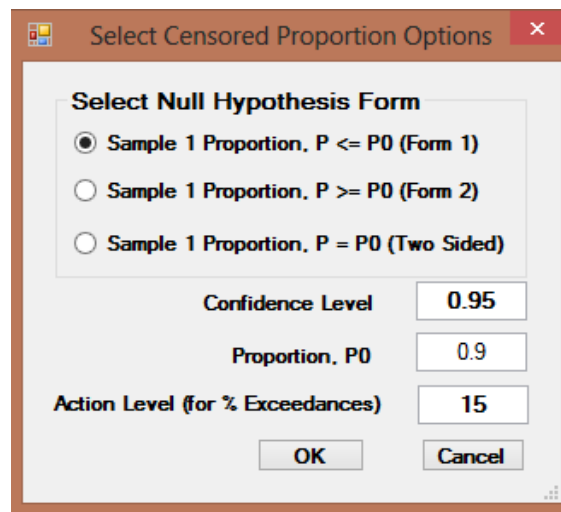 Select Censored Proportion Options
Select Null Hypothesis Form
Sample 1 Proportion, P <= P0 (Form 1)
Sample 1 Proportion, P >= P0 (Form 2)
Sample 1 Proportion, P = P0 (Two Sided)
Confidence Level 0.95
Proportion, P0 0.9
Action Level (for % Exceedances) 15
OK Cancel